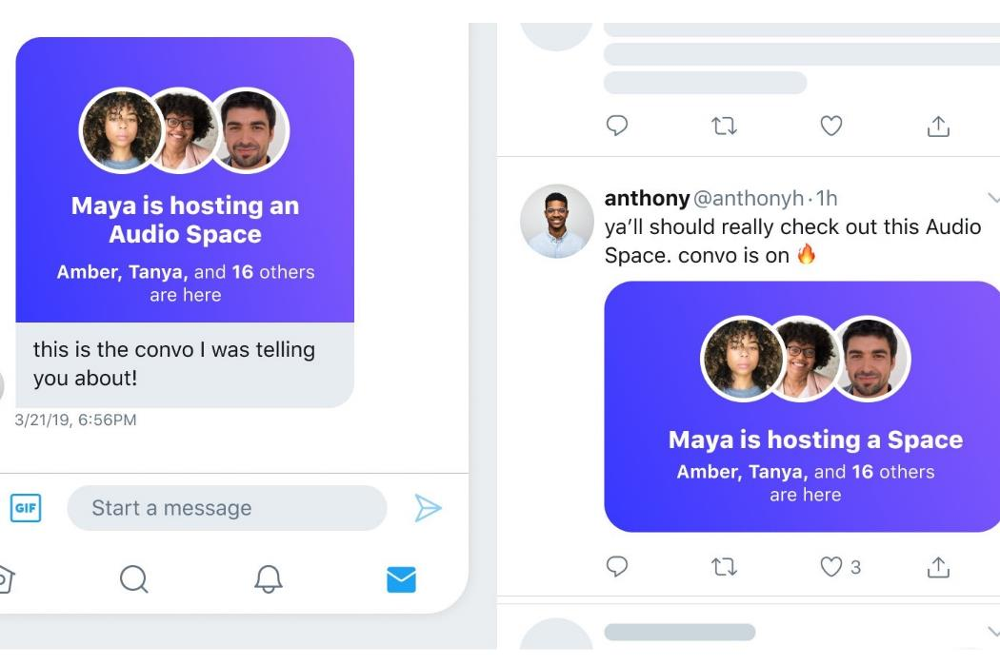 Maya is hosting an
Audio Space
Amber, Tanya, and 16 others
are here
this is the convo I was telling
you about!
3/21/19, 6:56PM
GIF
Start a message
anthony @anthonyh · 1h
ya’ll should really check out this Audio
Space. convo is on 🔥
Maya is hosting a Space
Amber, Tanya, and 16 others
are here
3